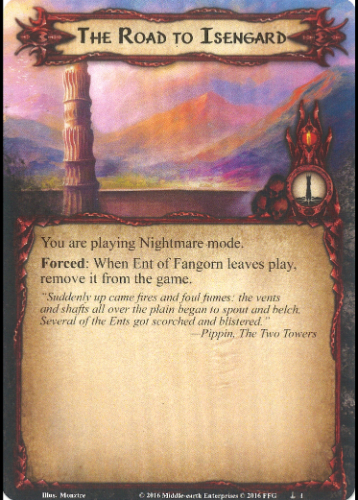 THE ROAD TO ISENGARD
You are playing Nightmare mode.
Forced: When Ent of Fangorn leaves play,
remove it from the game.
"Suddenly up came fires and foul fumes: the vents
and shafts all over the plain began to spout and belch.
Several of the Ents got scorched and blistered."
—Pippin, The Two Towers
Illus. Monztre © 2016 Middle-earth Enterprises © 2016 FFG 1